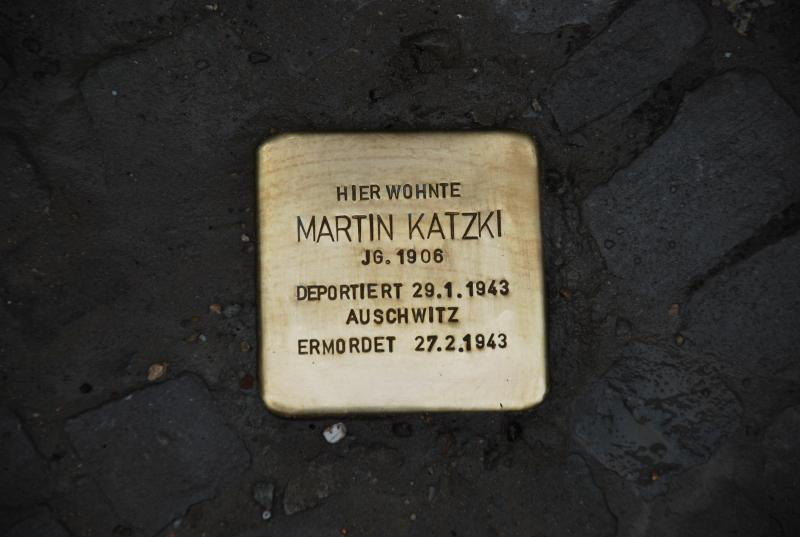 HIER WOHNTE
MARTIN KATZKI
JG. 1906
DEPORTIERT 29.1.1943
AUSCHWITZ
ERMORDET 27.2.1943